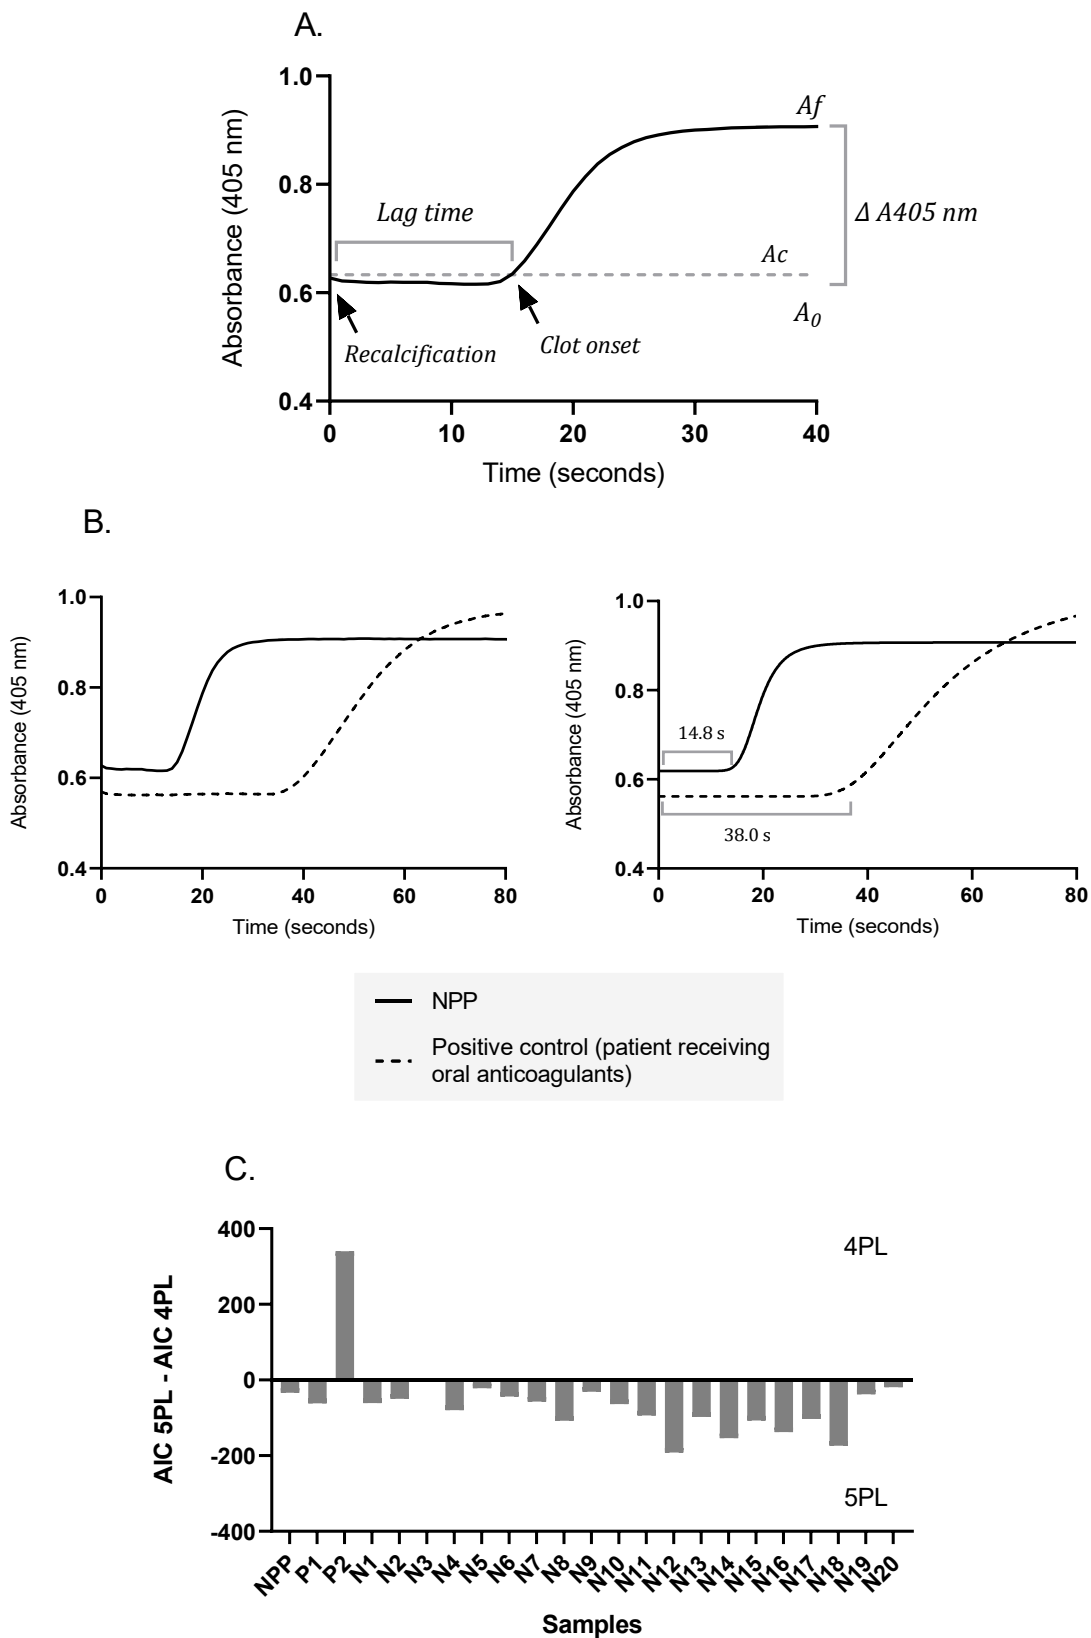 A.
1.0
0.8
0.6
0.4
Absorbance (405 nm)
Af
Lag time
Δ A405 nm
Ac
A0
Recalcification
Clot onset
0 10 20 30 40
Time (seconds)
B.
1.0
0.8
0.6
0.4
Absorbance (405 nm)
0 20 40 60 80
Time (seconds)
1.0
0.8
0.6
0.4
Absorbance (405 nm)
14.8 s
38.0 s
0 20 40 60 80
Time (seconds)
NPP
Positive control (patient receiving
oral anticoagulants)
C.
400
200
0
-200
-400
AIC 5PL - AIC 4PL
4PL
5PL
NPP P1 P2 N1 N2 N3 N4 N5 N6 N7 N8 N9 N10 N11 N12 N13 N14 N15 N16 N17 N18 N19 N20
Samples